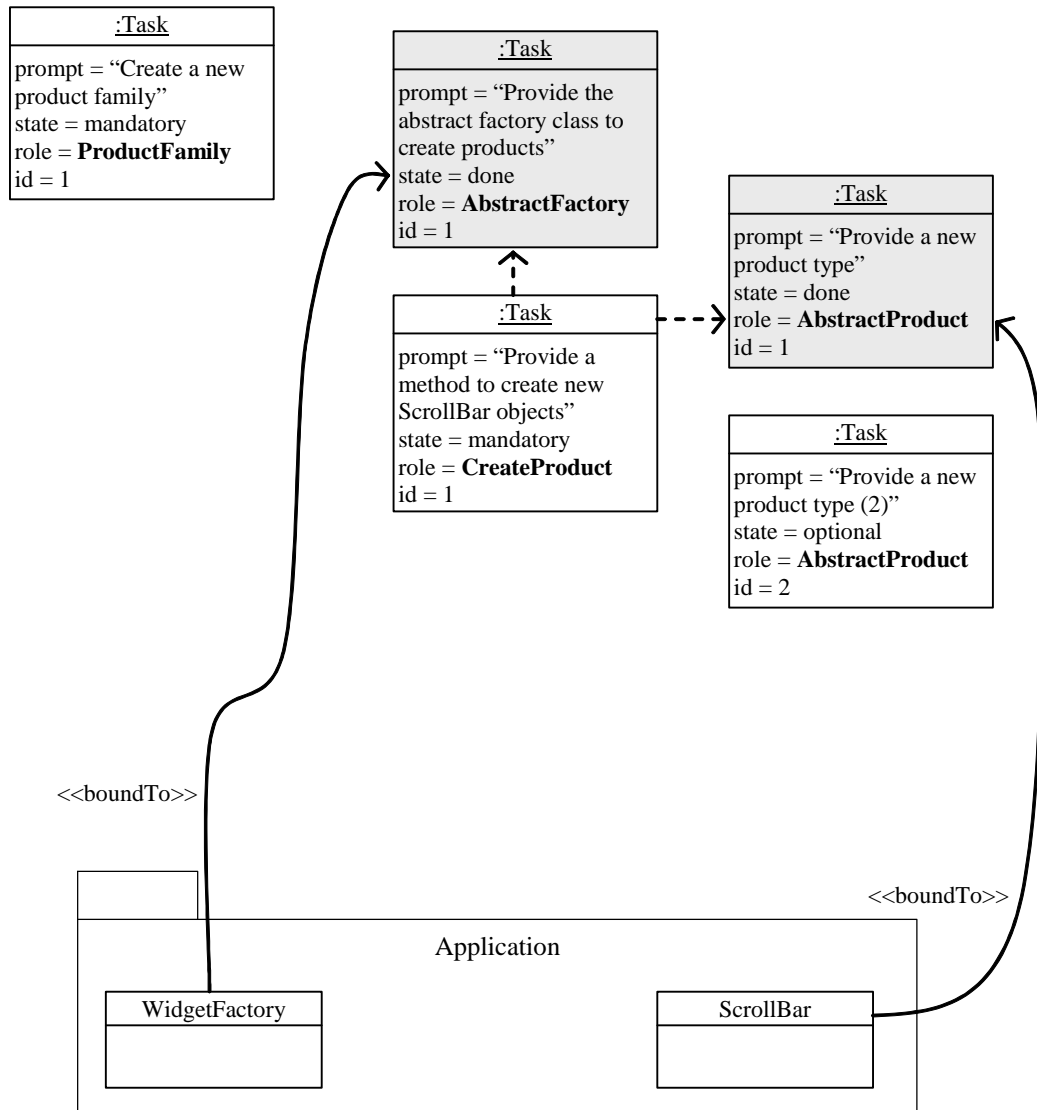 :Task
prompt = “Create a new
product family”
state = mandatory
role = ProductFamily
id = 1
:Task
prompt = “Provide the
abstract factory class to
create products”
state = done
role = AbstractFactory
id = 1
:Task
prompt = “Provide a new
product type”
state = done
role = AbstractProduct
id = 1
:Task
prompt = “Provide a
method to create new
ScrollBar objects”
state = mandatory
role = CreateProduct
id = 1
:Task
prompt = “Provide a new
product type (2)”
state = optional
role = AbstractProduct
id = 2
<<boundTo>>
<<boundTo>>
Application
WidgetFactory
ScrollBar